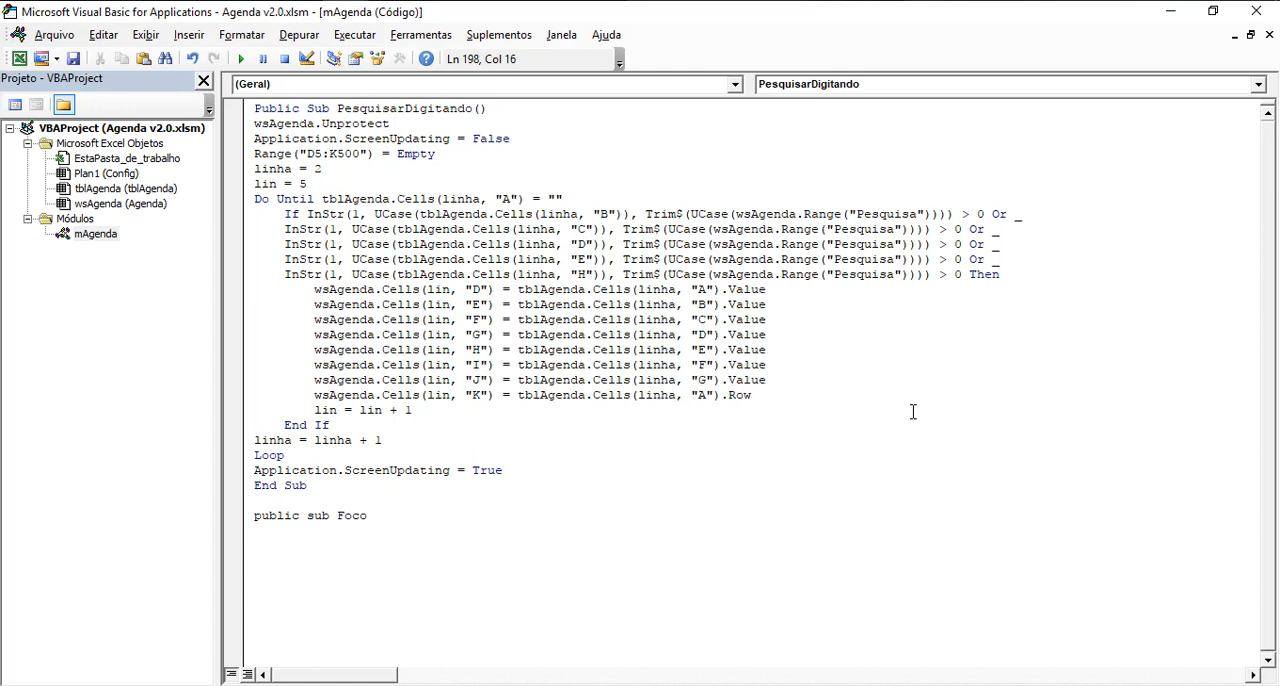 Microsoft Visual Basic for Applications - Agenda v2.0.xlsm - [mAgenda (Código)]
Arquivo Editar Exibir Inserir Formatar Depurar Executar Ferramentas Suplementos Janela Ajuda
Ln 198, Col 16
Projeto - VBAProject
(Geral)
PesquisarDigitando
VBAProject (Agenda v2.0.xlsm)
Microsoft Excel Objetos
EstaPasta_de_trabalho
Plan1 (Config)
tblAgenda (tblAgenda)
wsAgenda (Agenda)
Módulos
mAgenda
Public Sub PesquisarDigitando()
wsAgenda.Unprotect
Application.ScreenUpdating = False
Range("D5:K500") = Empty
linha = 2
lin = 5
Do Until tblAgenda.Cells(linha, "A") = ""
If InStr(1, UCase(tblAgenda.Cells(linha, "B")), Trim$(UCase(wsAgenda.Range("Pesquisa")))) > 0 Or _
InStr(1, UCase(tblAgenda.Cells(linha, "C")), Trim$(UCase(wsAgenda.Range("Pesquisa")))) > 0 Or _
InStr(1, UCase(tblAgenda.Cells(linha, "D")), Trim$(UCase(wsAgenda.Range("Pesquisa")))) > 0 Or _
InStr(1, UCase(tblAgenda.Cells(linha, "E")), Trim$(UCase(wsAgenda.Range("Pesquisa")))) > 0 Or _
InStr(1, UCase(tblAgenda.Cells(linha, "H")), Trim$(UCase(wsAgenda.Range("Pesquisa")))) > 0 Then
wsAgenda.Cells(lin, "D") = tblAgenda.Cells(linha, "A").Value
wsAgenda.Cells(lin, "E") = tblAgenda.Cells(linha, "B").Value
wsAgenda.Cells(lin, "F") = tblAgenda.Cells(linha, "C").Value
wsAgenda.Cells(lin, "G") = tblAgenda.Cells(linha, "D").Value
wsAgenda.Cells(lin, "H") = tblAgenda.Cells(linha, "E").Value
wsAgenda.Cells(lin, "I") = tblAgenda.Cells(linha, "F").Value
wsAgenda.Cells(lin, "J") = tblAgenda.Cells(linha, "G").Value
wsAgenda.Cells(lin, "K") = tblAgenda.Cells(linha, "A").Row
lin = lin + 1
End If
linha = linha + 1
Loop
Application.ScreenUpdating = True
End Sub
public sub Foco